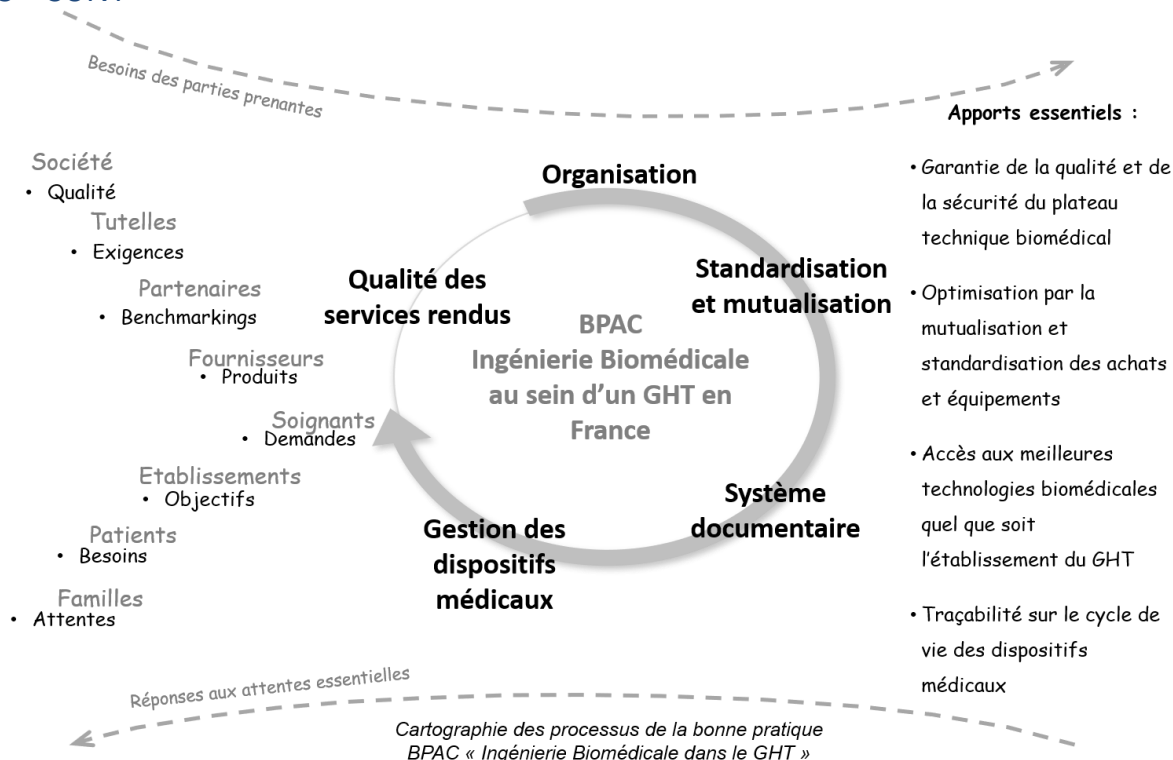 Besoins des parties prenantes
Société
• Qualité
Tutelles
• Exigences
Partenaires
• Benchmarkings
Fournisseurs
• Produits
Soignants
• Demandes
Etablissements
• Objectifs
Patients
• Besoins
Familles
• Attentes
Organisation
Standardisation
et mutualisation
Système
documentaire
Gestion des
dispositifs
médicaux
Qualité des
services rendus
BPAC
Ingénierie Biomédicale
au sein d'un GHT en
France
Apports essentiels :
• Garantie de la qualité et de
la sécurité du plateau
technique biomédical
• Optimisation par la
mutualisation et
standardisation des achats
et équipements
• Accès aux meilleures
technologies biomédicales
quel que soit
l'établissement du GHT
• Traçabilité sur le cycle de
vie des dispositifs
médicaux
Réponses aux attentes essentielles
Cartographie des processus de la bonne pratique
BPAC « Ingénierie Biomédicale dans le GHT »